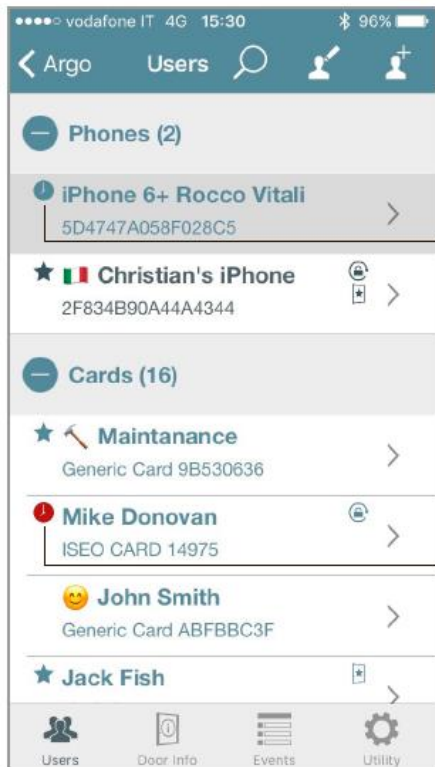 vodafone IT 4G 15:30 96%
Argo Users
Phones (2)
iPhone 6+ Rocco Vitali
5D4747A058F028C5
Christian's iPhone
2F834B90A44A4344
Cards (16)
Maintanance
Generic Card 9B530636
Mike Donovan
ISEO CARD 14975
John Smith
Generic Card ABFBBC3F
Jack Fish
Users Door Info Events Utility